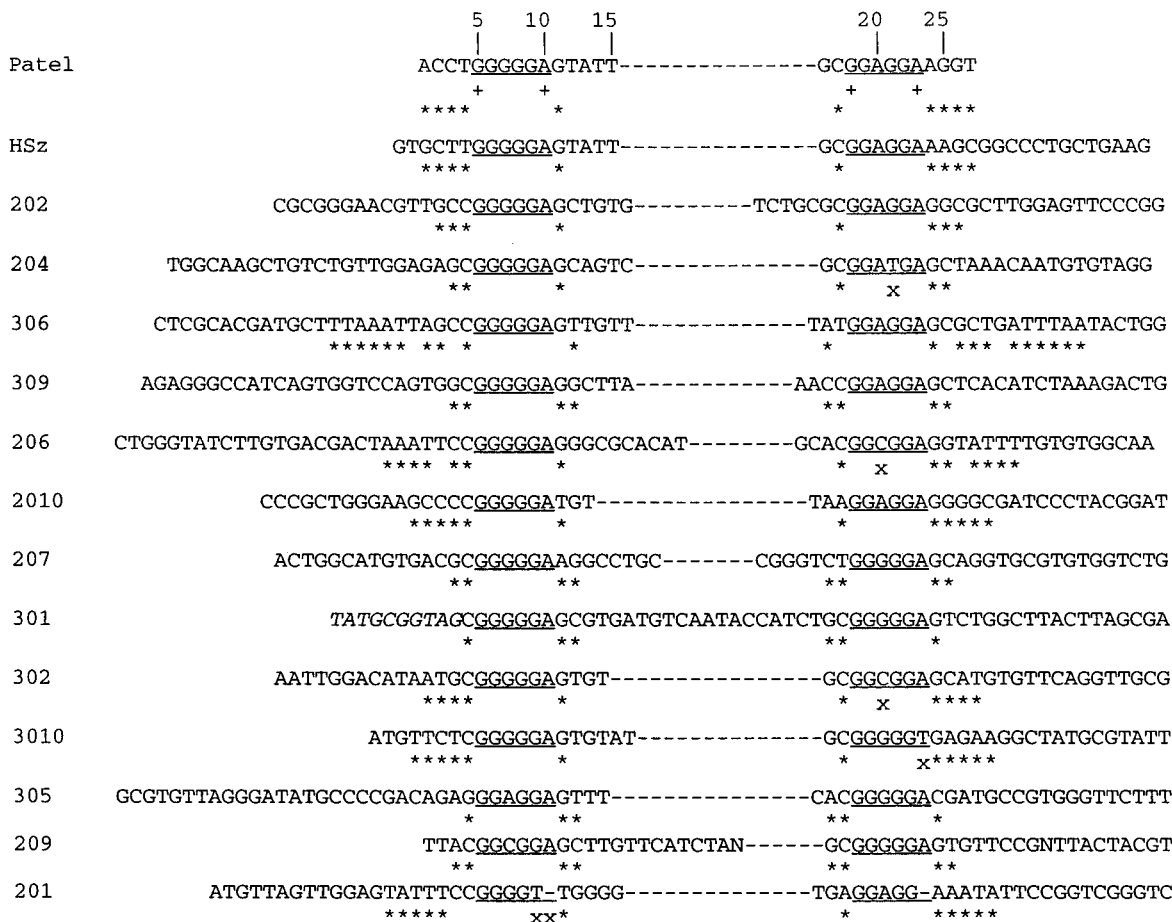 5 10 15 20 25
Patel ACCTGGGGGAGTATT---------------GCGGAGGAAGGT
+ + + +
**** * * ****
HSz GTGCTTGGGGGAGTATT---------------GCGGAGGAAAGCGGCCCTGCTGAAG
**** * * ****
202 CGCGGGAACGTTGCCGGGGGAGCTGTG---------TCTGCGCGGAGGAGGCGCTTGGAGTTCCCGG
*** * * ***
204 TGGCAAGCTGTCTGTTGGAGAGCGGGGGAGCAGTC--------------GCGGATGAGCTAAACAATGTGTAGG
** * * x **
306 CTCGCACGATGCTTTAAATTAGCCGGGGGAGTTGTT-------------TATGGAGGAGCGCTGATTTAATACTGG
****** ** * * * * *** ******
309 AGAGGGCCATCAGTGGTCCAGTGGCGGGGGAGGCTTA-----------AACCGGAGGAGCTCACATCTAAAGACTG
** ** ** **
206 CTGGGTATCTTGTGACGACTAAATTCCGGGGGAGGGCGCACAT--------GCACGGCGGAGGTATTTTGTGTGGCAA
**** ** * * x ** ****
2010 CCCGCTGGGAAGCCCCGGGGGATGT----------------TAAGGAGGAGGGGCGATCCCTACGGAT
***** * * *****
207 ACTGGCATGTGACGCGGGGGAAGGCCTGC-------CGGGTCTGGGGGAGCAGGTGCGTGTGGTCTG
** ** ** **
301 TATGCGGTAGCGGGGGAGCGTGATGTCAATACCATCTGCGGGGGAGTCTGGCTTACTTAGCGA
* ** ** *
302 AATTGGACATAATGCGGGGGAGTGT----------------GCGGCGGAGCATGTGTTCAGGTTGCG
**** * * x ****
3010 ATGTTCTCGGGGGAGTGTAT--------------GCGGGGGTGAGAAGGCTATGCGTATT
***** * * x*****
305 GCGTGTTAGGGATATGCCCCGACAGAGGGAGGAGTTT---------------CACGGGGGACGATGCCGTGGGTTCTTT
* ** ** *
209 TTACGGCGGAGCTTGTTCATCTAN------GCGGGGGAGTGTTCCGNTTACTACGT
** ** ** **
201 ATGTTAGTTGGAGTATTTCCGGGGT-TGGGG--------------TGAGGAGG-AAATATTCCGGTCGGGTC
***** xx* * *****